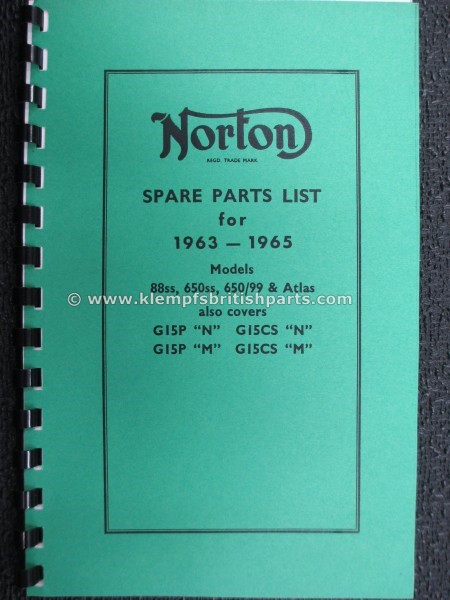 Norton
REGD. TRADE MARK
SPARE PARTS LIST
for
1963 — 1965
Models
88ss, 650ss, 650/99 & Atlas
© www.klempfsbritishparts.com
also covers
G15P “N” G15CS “N”
G15P “M” G15CS “M”